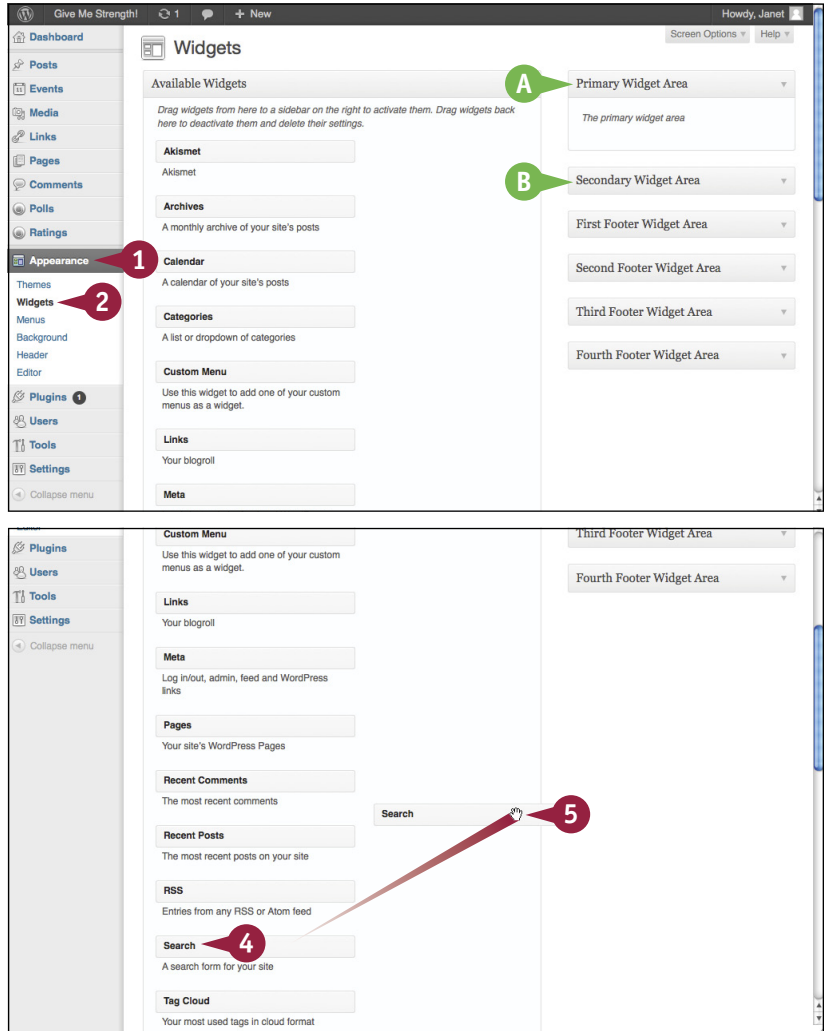 Give Me Strength! 1 + New Howdy, Janet
Screen Options Help
Dashboard
Posts
Events
Media
Links
Pages
Comments
Polls
Ratings
Appearance 1
Themes
Widgets 2
Menus
Background
Header
Editor
Plugins 1
Users
Tools
Settings
Collapse menu
Widgets
Available Widgets
Drag widgets from here to a sidebar on the right to activate them. Drag widgets back
here to deactivate them and delete their settings.
Akismet
Akismet
Archives
A monthly archive of your site's posts
Calendar
A calendar of your site's posts
Categories
A list or dropdown of categories
Custom Menu
Use this widget to add one of your custom
menus as a widget.
Links
Your blogroll
Meta
A Primary Widget Area
The primary widget area
B Secondary Widget Area
First Footer Widget Area
Second Footer Widget Area
Third Footer Widget Area
Fourth Footer Widget Area
Plugins
Users
Tools
Settings
Collapse menu
Custom Menu
Use this widget to add one of your custom
menus as a widget.
Links
Your blogroll
Meta
Log in/out, admin, feed and WordPress
links
Pages
Your site's WordPress Pages
Recent Comments
The most recent comments
Recent Posts
The most recent posts on your site
RSS
Entries from any RSS or Atom feed
Search 4
A search form for your site
Tag Cloud
Your most used tags in cloud format
Search 5
Third Footer Widget Area
Fourth Footer Widget Area